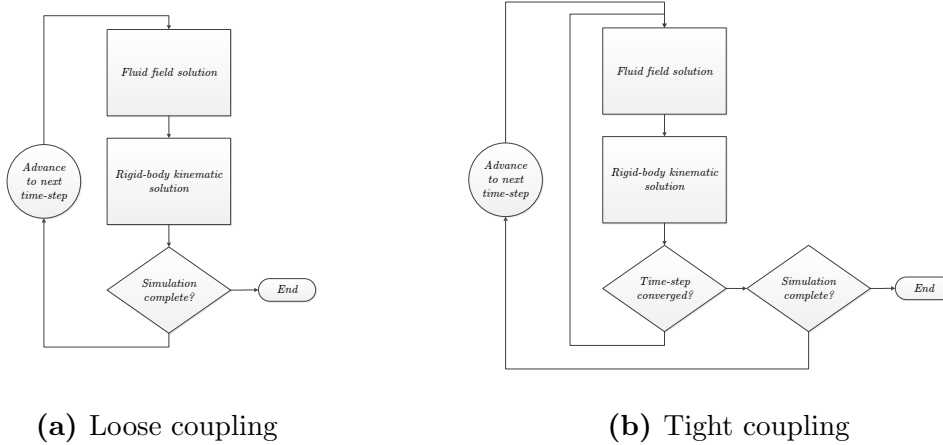 Fluid field solution
Rigid-body kinematic
solution
Advance
to next
time-step
Simulation
complete?
End
(a) Loose coupling
Fluid field solution
Rigid-body kinematic
solution
Advance
to next
time-step
Time-step
converged?
Simulation
complete?
End
(b) Tight coupling